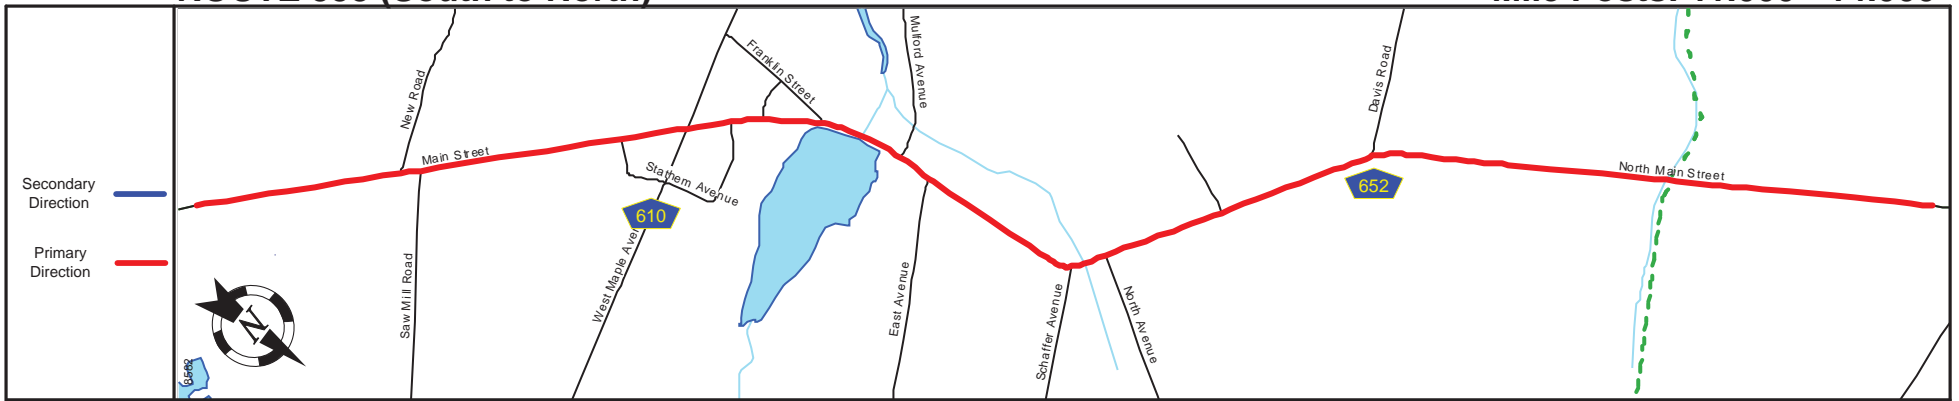 Secondary
Direction
Primary
Direction
New Road
Main Street
Saw Mill Road
Franklin Street
Stathem Avenue
610
West Maple
Mulford Avenue
East Avenue
Schaffer Avenue
North Avenue
Davis Road
652
North Main Street
N
8582